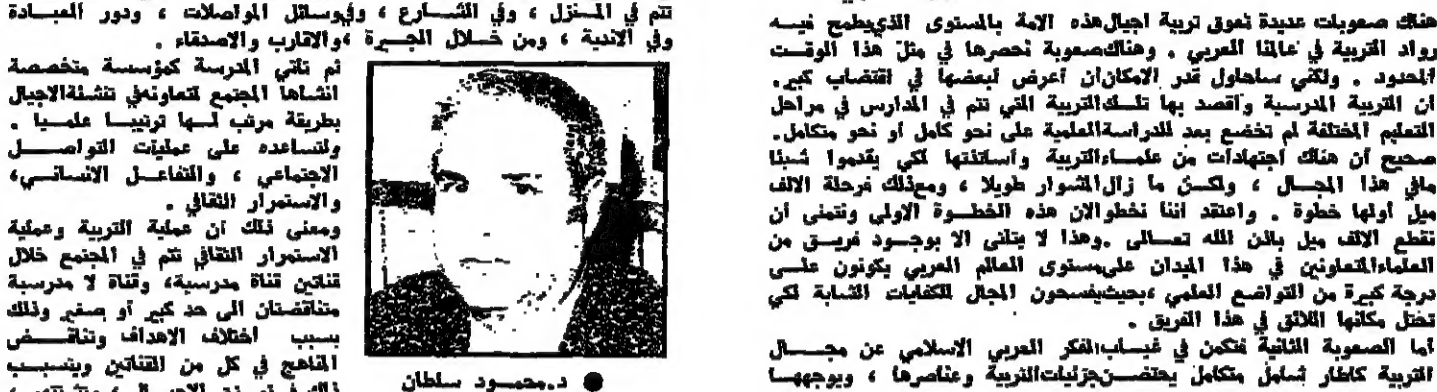 هناك صعوبات عديدة تعوق تربية اجيال هذه الامة بالمستوى الذي يطمح فيه
رواد التربية في عالمنا العربي . وهناك صعوبة نحصرها في مثل هذا الوقت
المحدود . ولكني ساحاول قدر الامكان ان أعرض لبعضها في اقتضاب كبير .
ان التربية المدرسية وأقصد بها تلك التربية التي تتم في المدارس في مراحل
التعليم المختلفة لم تخضع بعد للدراسة العلمية على نحو كامل أو نحو متكامل .
صحيح أن هناك اجتهادات من علماء التربية وأساتذتها لكي يقدموا شيئا
مافي هذا المجال ، ولكن ما زال المشوار طويلا ، ومع ذلك فرحلة الالف
ميل أولها خطوة . واعتقد اننا نخطو الان هذه الخطوة الاولى ونتمنى أن
نقطع الالف ميل باذن الله تعالى . وهذا لا يتأتى الا بوجود فريق من
العلماء المتعاونين في هذا الميدان على مستوى العالم العربي يكونون على
درجة كبيرة من التواضع العلمي ، بحيث يفسحون المجال للكفايات الشابة لكي
تحتل مكانها اللائق في هذا الفريق .
أما الصعوبة الثانية فتكمن في غياب الفكر العربي الاسلامي عن مجال
التربية كاطار شامل متكامل يحتضن جزئيات التربية وعناصرها ، ويوجهها
تتم في المنزل ، وفي الشارع ، وفي وسائل المواصلات ، ودور العبادة
وفي الاندية ، ومن خلال الجيرة ، والاقارب والاصدقاء .
ثم تأتي المدرسة كمؤسسة متخصصة
انشاها المجتمع لتعاونه في تنشئة الاجيال
بطريقة مرتب لها ترتيبا علميا .
ولتساعده على عمليات التواصل
الاجتماعي ، والتفاعل الانساني ،
والاستمرار الثقافي .
ومعنى ذلك ان عملية التربية وعملية
الاستمرار الثقافي تتم في المجتمع خلال
قناتين قناة مدرسية ، وقناة لا مدرسية
متناقضتان الى حد كبير أو صغير وذلك
بسبب اختلاف الاهداف وتناقض
المناهج في كل من القناتين ويتسبب
د. محمود سلطان